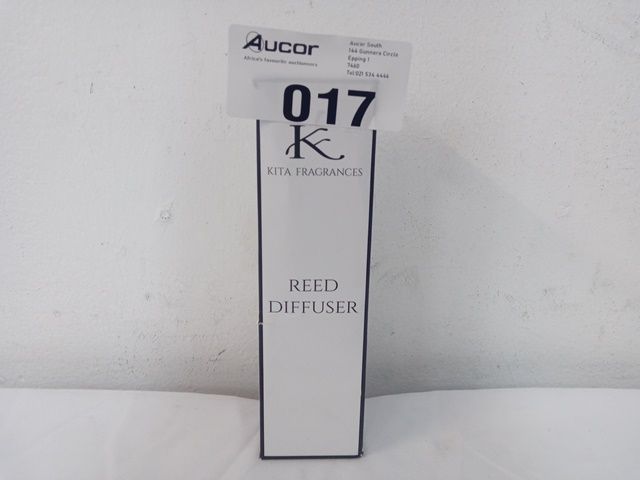 Aucor
Africa's favourite auctioneers
Aucor South
144 Gunners Circle
Epping 1
7460
Tel:021 534 4446
017
K
KITA FRAGRANCES
REED
DIFFUSER